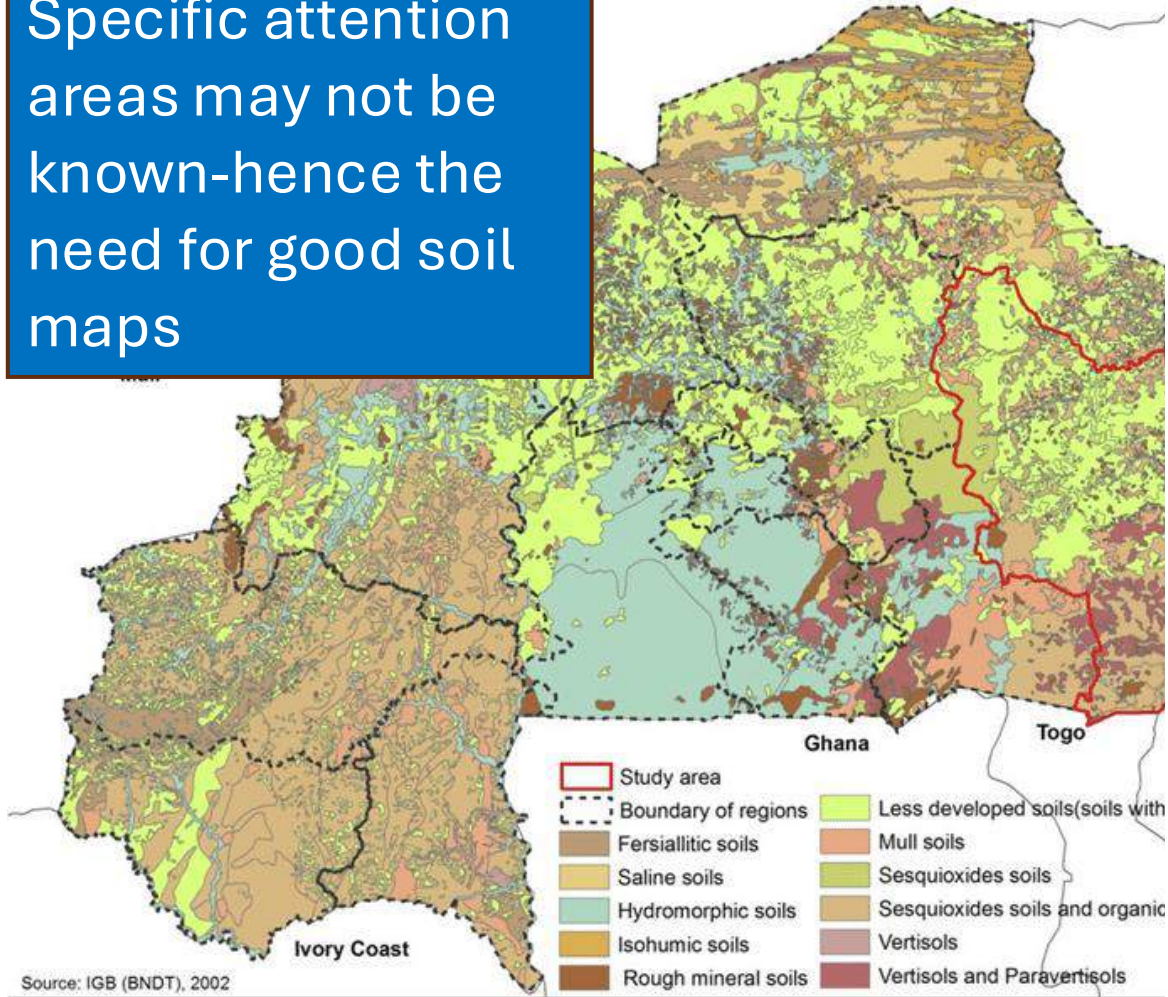 Specific attention
areas may not be
known-hence the
need for good soil
maps
Ghana
Togo
Ivory Coast
Study area
Boundary of regions
Fersiallitic soils
Saline soils
Hydromorphic soils
Isohumic soils
Rough mineral soils
Less developed soils(soils with
Mull soils
Sesquioxides soils
Sesquioxides soils and organic
Vertisols
Vertisols and Paravertisols
Source: IGB (BNDT), 2002